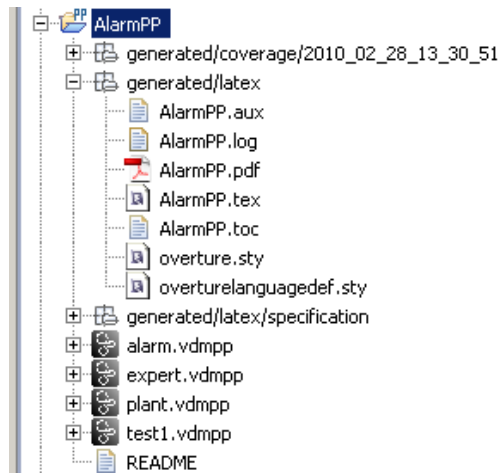 AlarmPP
generated/coverage/2010_02_28_13_30_51
generated/latex
AlarmPP.aux
AlarmPP.log
AlarmPP.pdf
AlarmPP.tex
AlarmPP.toc
overture.sty
overturelanguagedef.sty
generated/latex/specification
alarm.vdmpp
expert.vdmpp
plant.vdmpp
test1.vdmpp
README